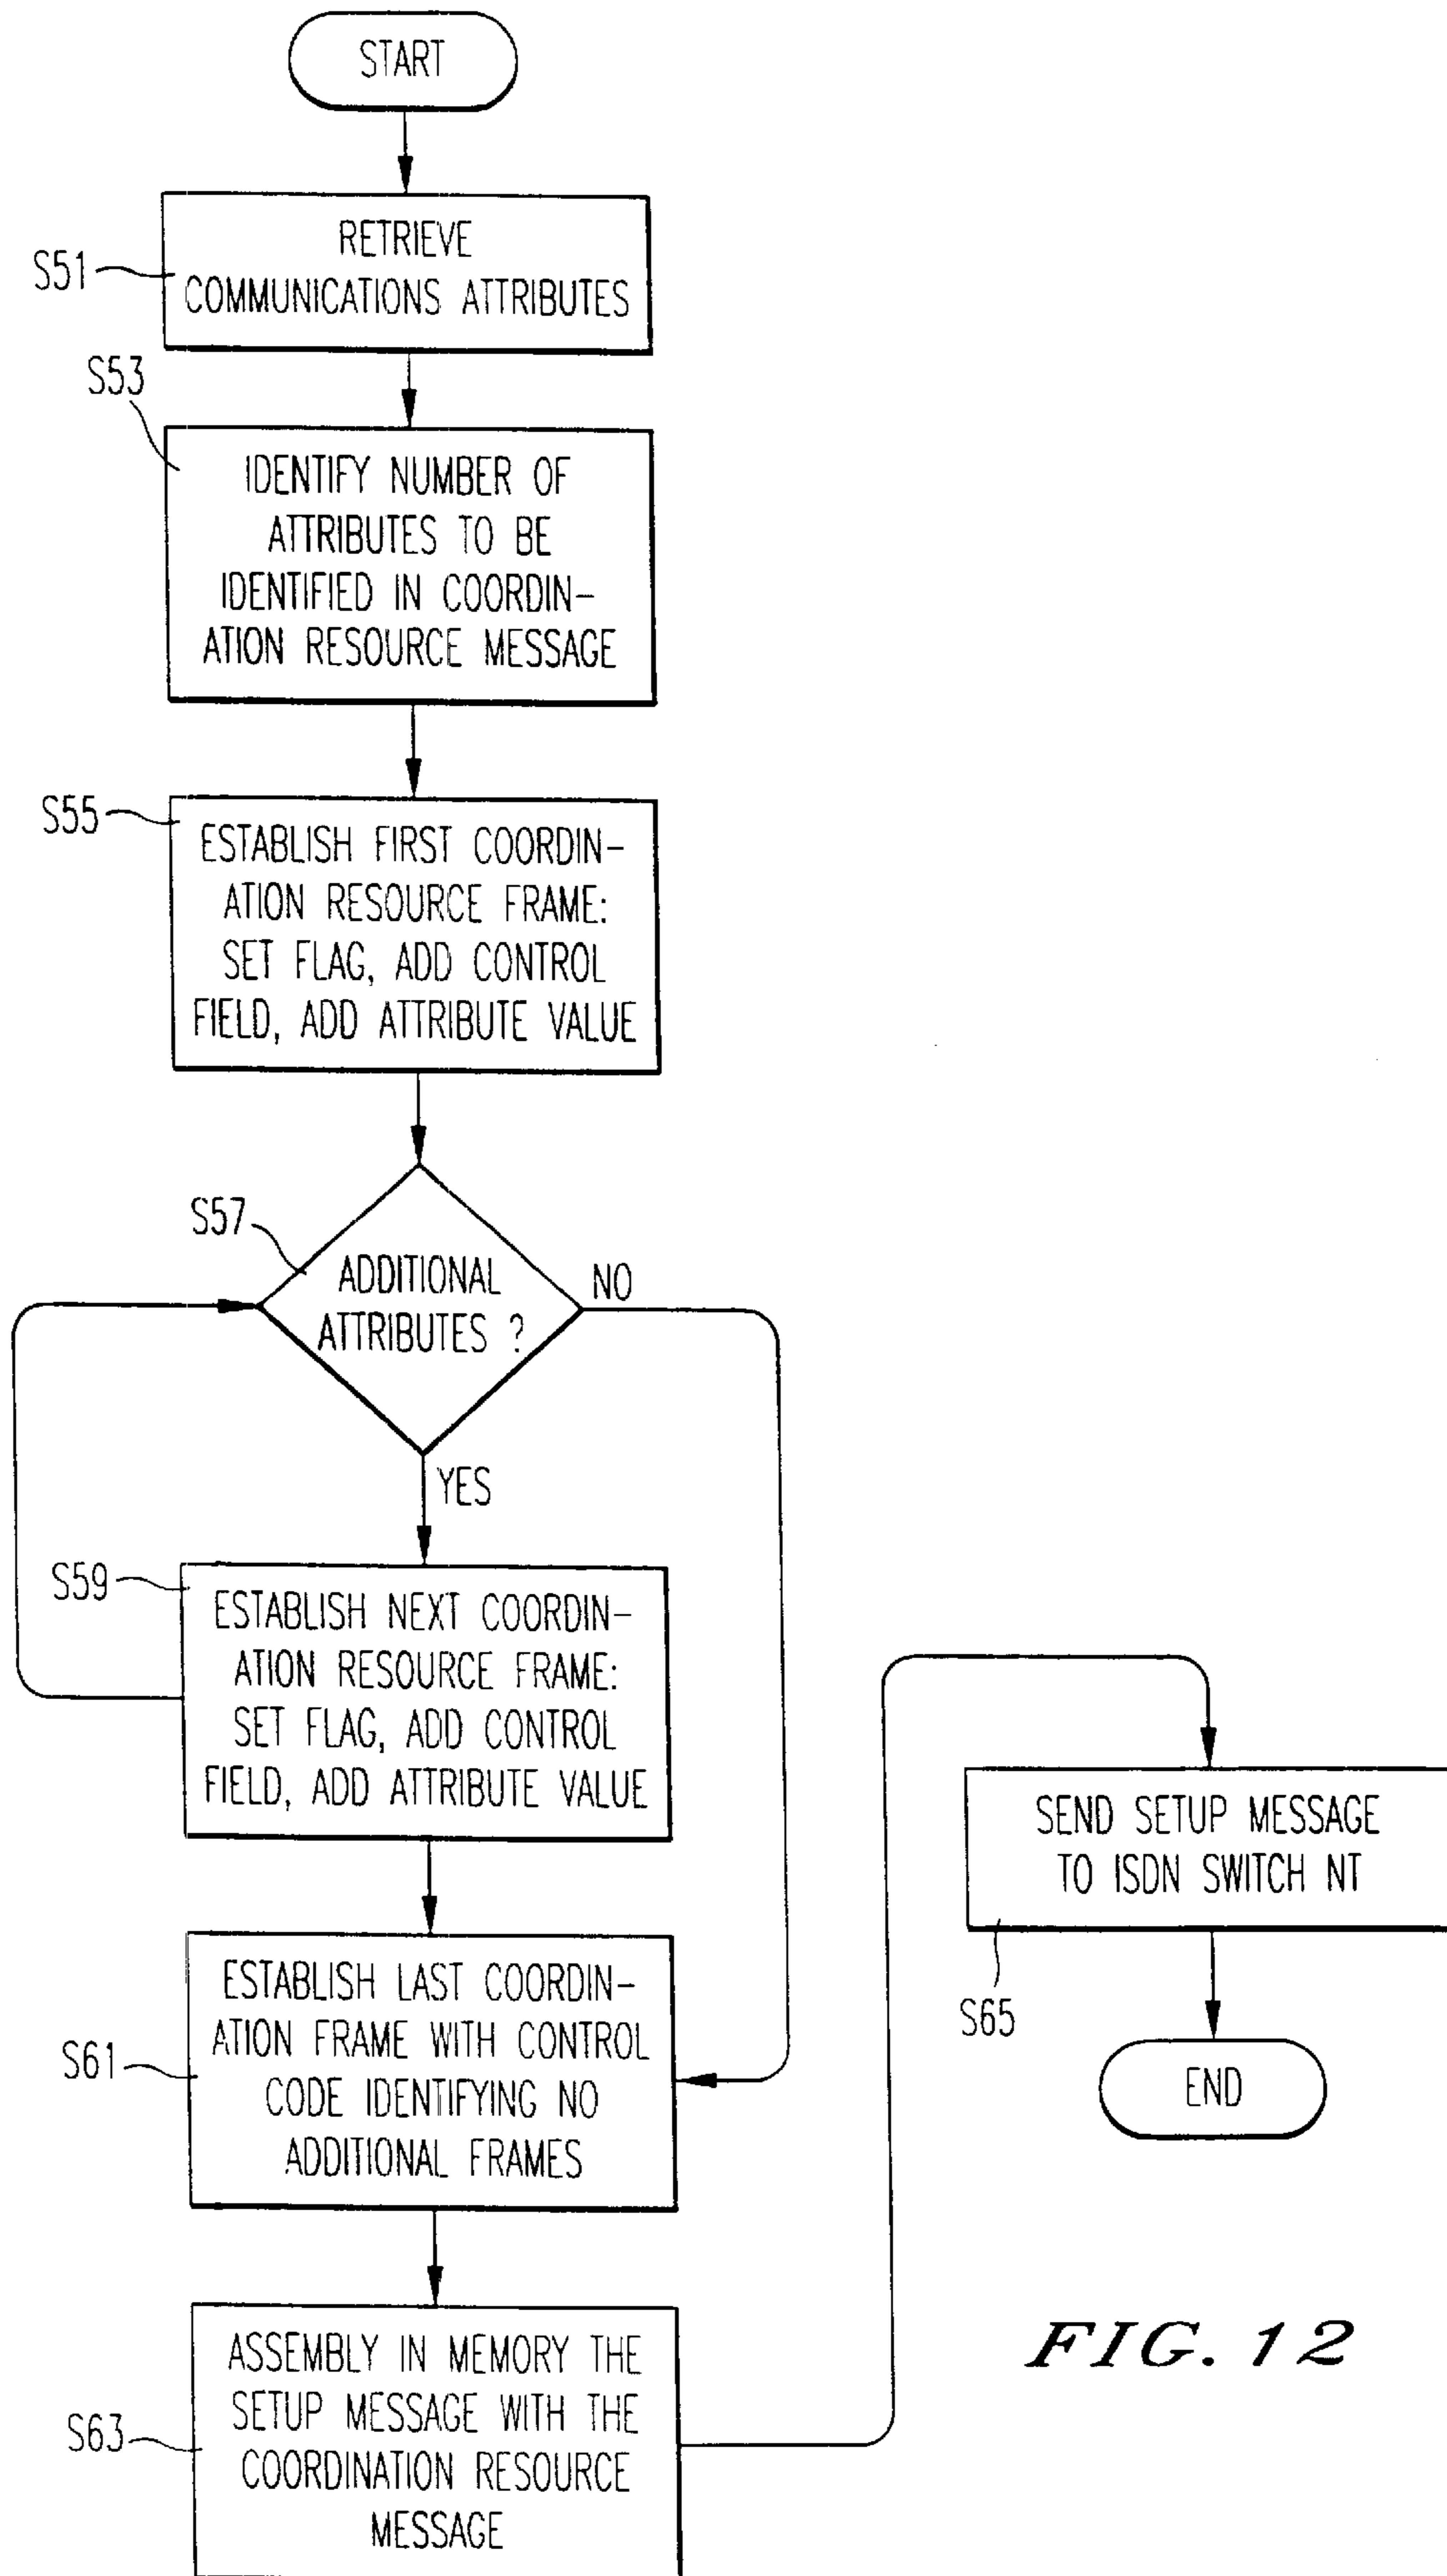 START
S51
RETRIEVE
COMMUNICATIONS ATTRIBUTES
S53
IDENTIFY NUMBER OF
ATTRIBUTES TO BE
IDENTIFIED IN COORDIN-
ATION RESOURCE MESSAGE
S55
ESTABLISH FIRST COORDIN-
ATION RESOURCE FRAME:
SET FLAG, ADD CONTROL
FIELD, ADD ATTRIBUTE VALUE
S57
ADDITIONAL
ATTRIBUTES ?
NO
YES
S59
ESTABLISH NEXT COORDIN-
ATION RESOURCE FRAME:
SET FLAG, ADD CONTROL
FIELD, ADD ATTRIBUTE VALUE
S61
ESTABLISH LAST COORDIN-
ATION FRAME WITH CONTROL
CODE IDENTIFYING NO
ADDITIONAL FRAMES
S63
ASSEMBLY IN MEMORY THE
SETUP MESSAGE WITH THE
COORDINATION RESOURCE
MESSAGE
SEND SETUP MESSAGE
TO ISDN SWITCH NT
S65
END
FIG. 12